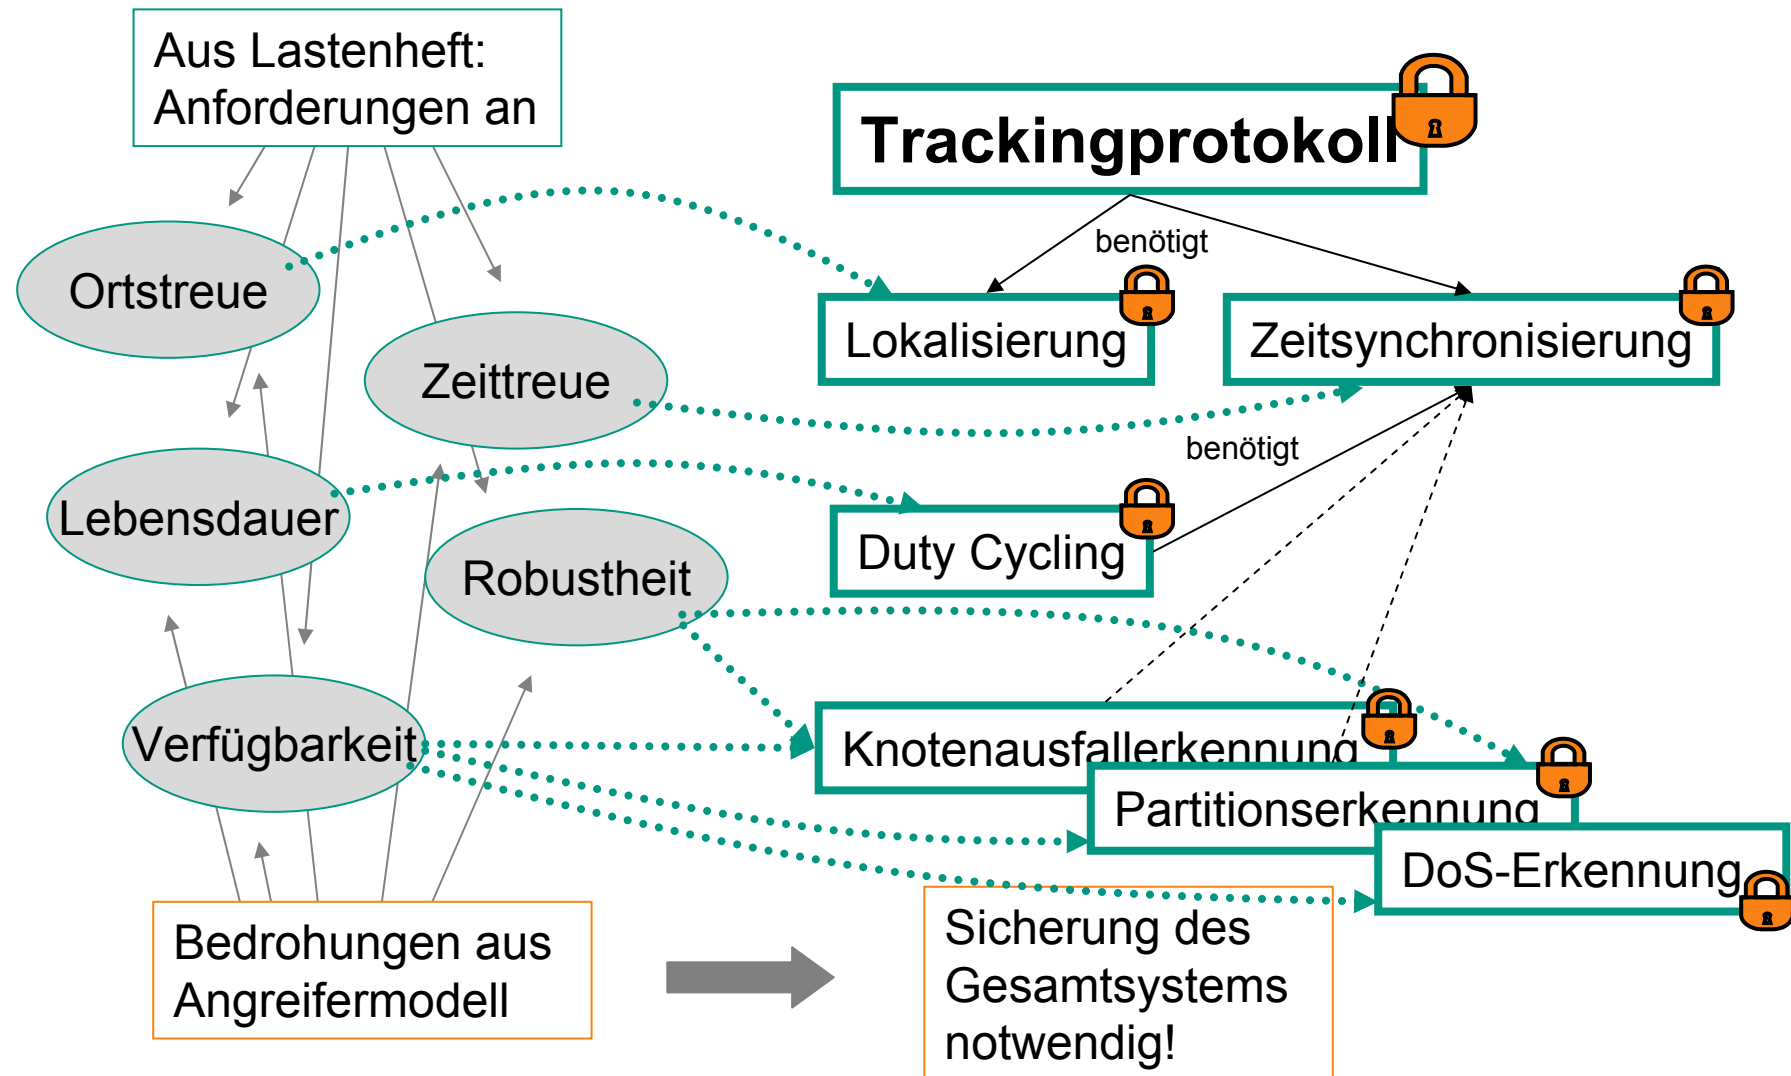 Aus Lastenheft:
Anforderungen an
Trackingprotokoll
benötigt
Ortstreue
Lokalisierung
Zeitsynchronisierung
Zeittreue
benötigt
Lebensdauer
Duty Cycling
Robustheit
Verfügbarkeit
Knotenausfallerkennung
Partitionserkennung
DoS-Erkennung
Bedrohungen aus
Angreifermodell
Sicherung des
Gesamtsystems
notwendig!